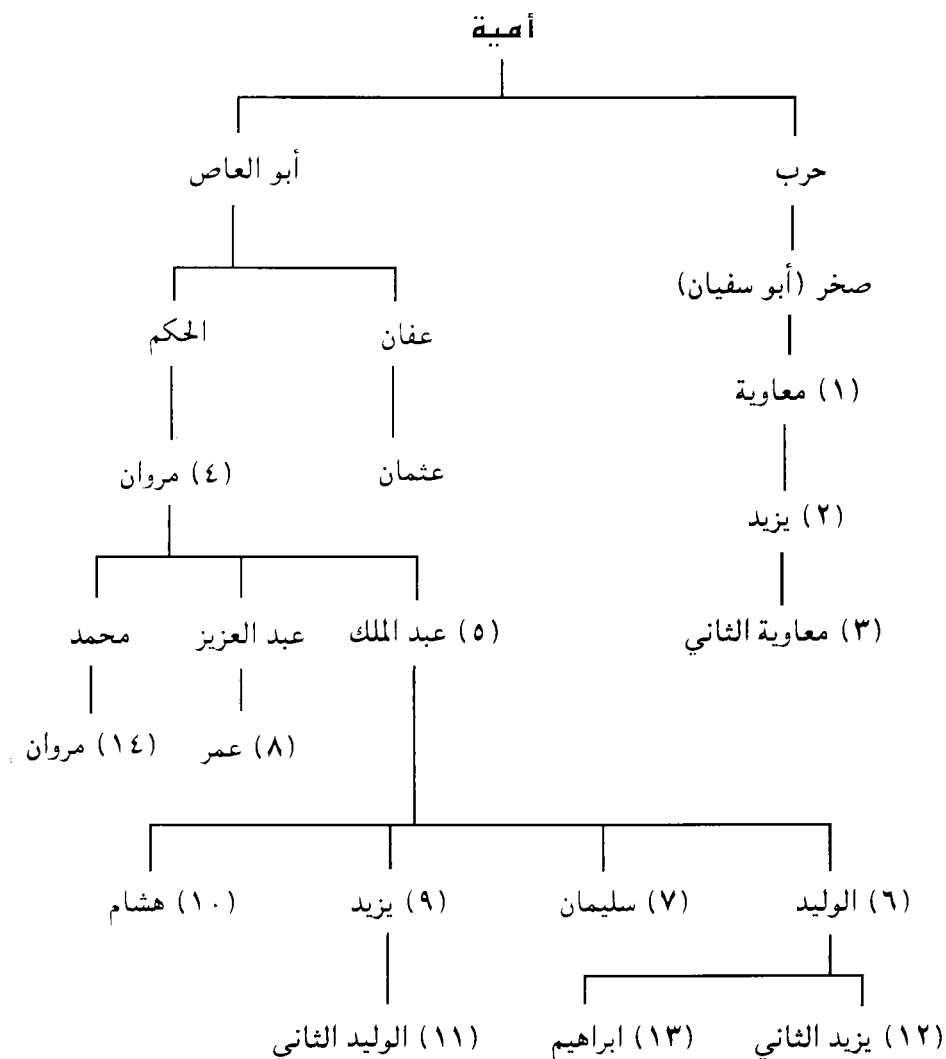 أمية
حرب
أبو العاص
صخر (أبو سفيان)
عفان
الحكم
(١) معاوية
عثمان
(٤) مروان
(٢) يزيد
(٣) معاوية الثاني
(٥) عبد الملك
عبد العزيز
محمد
(٨) عمر
(١٤) مروان
(٦) الوليد
(٧) سليمان
(٩) يزيد
(١٠) هشام
(١٢) يزيد الثاني
(١٣) ابراهيم
(١١) الوليد الثاني